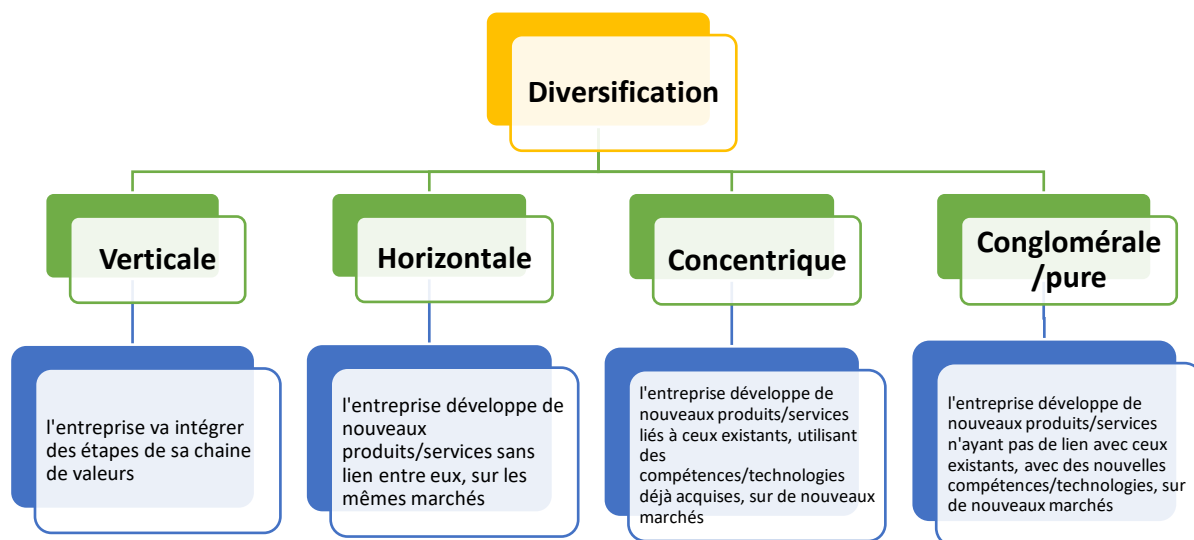 Diversification
Verticale
Horizontale
Concentrique
Conglomérale
/pure
l'entreprise va intégrer
des étapes de sa chaine
de valeurs
l'entreprise développe de
nouveaux
produits/services sans
lien entre eux, sur les
mêmes marchés
l'entreprise développe de
nouveaux produits/services
liés à ceux existants, utilisant
des
compétences/technologies
déjà acquises, sur de nouveaux
marchés
l'entreprise développe de
nouveaux produits/services
n'ayant pas de lien avec ceux
existants, avec des nouvelles
compétences/technologies, sur
de nouveaux marchés